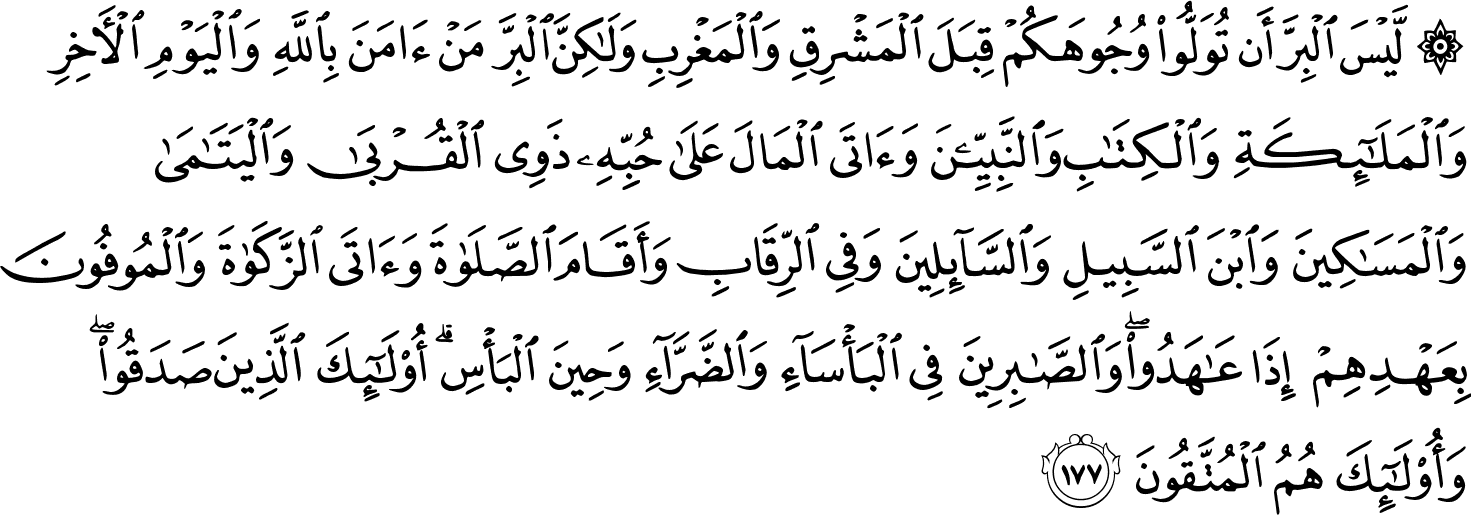 ۞ لَّيْسَ ٱلْبِرَّ أَن تُوَلُّوا۟ وُجُوهَكُمْ قِبَلَ ٱلْمَشْرِقِ وَٱلْمَغْرِبِ وَلَـٰكِنَّ ٱلْبِرَّ مَنْ ءَامَنَ بِٱللَّهِ وَٱلْيَوْمِ ٱلْـَٔاخِرِ
وَٱلْمَلَـٰٓئِكَةِ وَٱلْكِتَـٰبِ وَٱلنَّبِيِّـۧنَ وَءَاتَى ٱلْمَالَ عَلَىٰ حُبِّهِۦ ذَوِى ٱلْقُرْبَىٰ وَٱلْيَتَـٰمَىٰ
وَٱلْمَسَـٰكِينَ وَٱبْنَ ٱلسَّبِيلِ وَٱلسَّآئِلِينَ وَفِى ٱلرِّقَابِ وَأَقَامَ ٱلصَّلَوٰةَ وَءَاتَى ٱلزَّكَوٰةَ وَٱلْمُوفُونَ
بِعَهْدِهِمْ إِذَا عَـٰهَدُوا۟ ۖ وَٱلصَّـٰبِرِينَ فِى ٱلْبَأْسَآءِ وَٱلضَّرَّآءِ وَحِينَ ٱلْبَأْسِ ۗ أُو۟لَـٰٓئِكَ ٱلَّذِينَ صَدَقُوا۟ ۖ
وَأُو۟لَـٰٓئِكَ هُمُ ٱلْمُتَّقُونَ ١٧٧